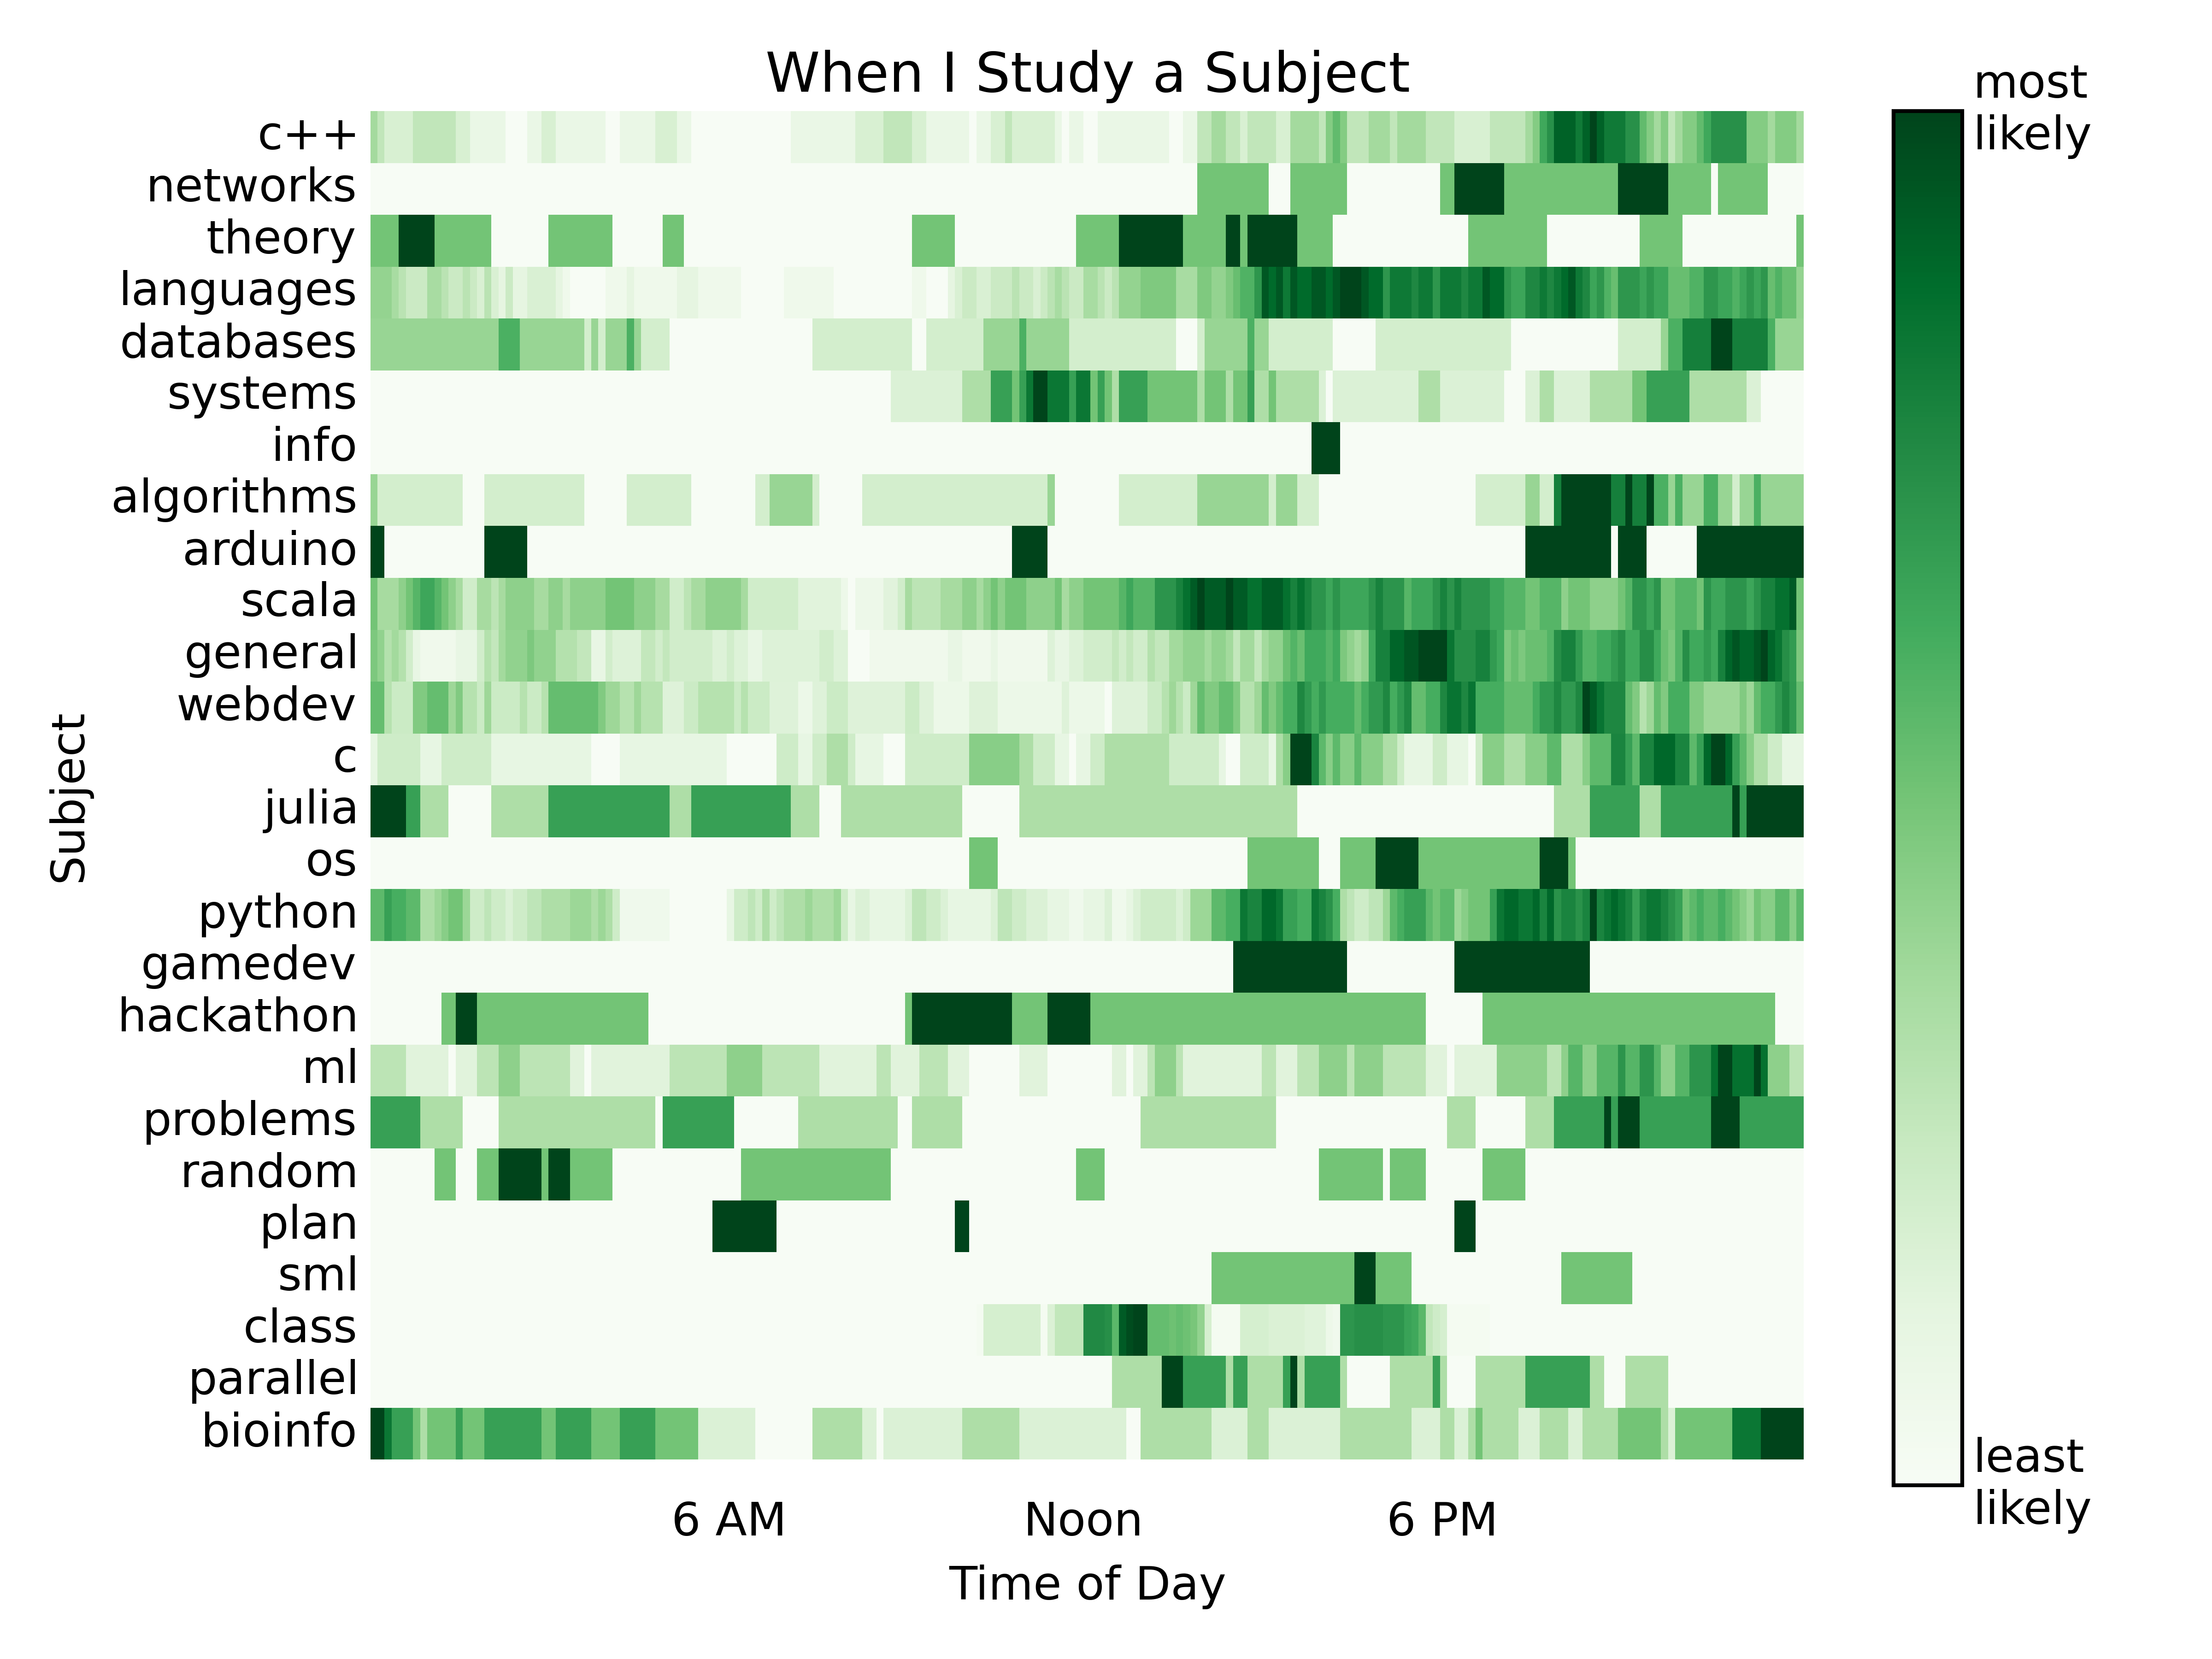 When I Study a Subject
most
likely
c++
networks
theory
languages
databases
systems
info
algorithms
arduino
scala
general
webdev
c
julia
os
python
gamedev
hackathon
ml
problems
random
plan
sml
class
parallel
bioinfo
Subject
least
likely
6 AM Noon 6 PM
Time of Day